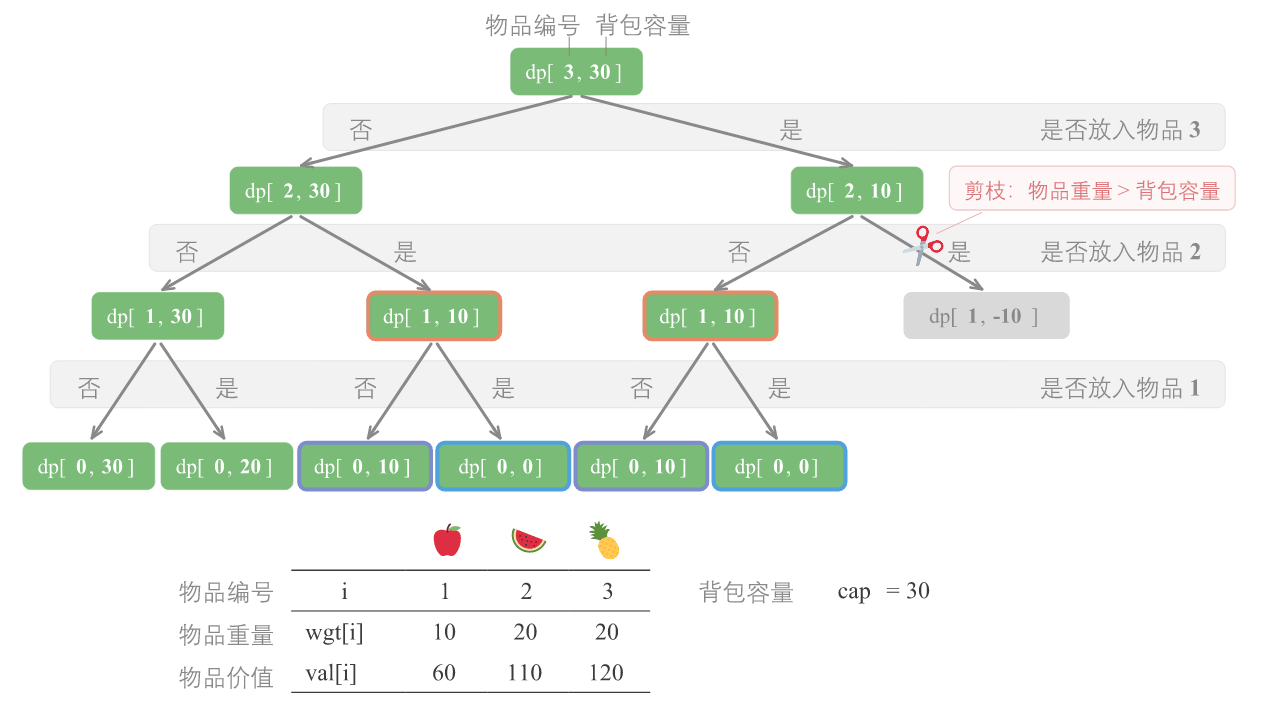 物品编号 背包容量
dp[ 3, 30 ]
否 是 是否放入物品 3
dp[ 2, 30 ] dp[ 2, 10 ] 剪枝：物品重量 > 背包容量
否 是 否 是 是否放入物品 2
dp[ 1, 30 ] dp[ 1, 10 ] dp[ 1, 10 ] dp[ 1, -10 ]
否 是 否 是 否 是 是否放入物品 1
dp[ 0, 30 ] dp[ 0, 20 ] dp[ 0, 10 ] dp[ 0, 0 ] dp[ 0, 10 ] dp[ 0, 0 ]
物品编号 i 1 2 3 背包容量 cap = 30
物品重量 wgt[i] 10 20 20
物品价值 val[i] 60 110 120